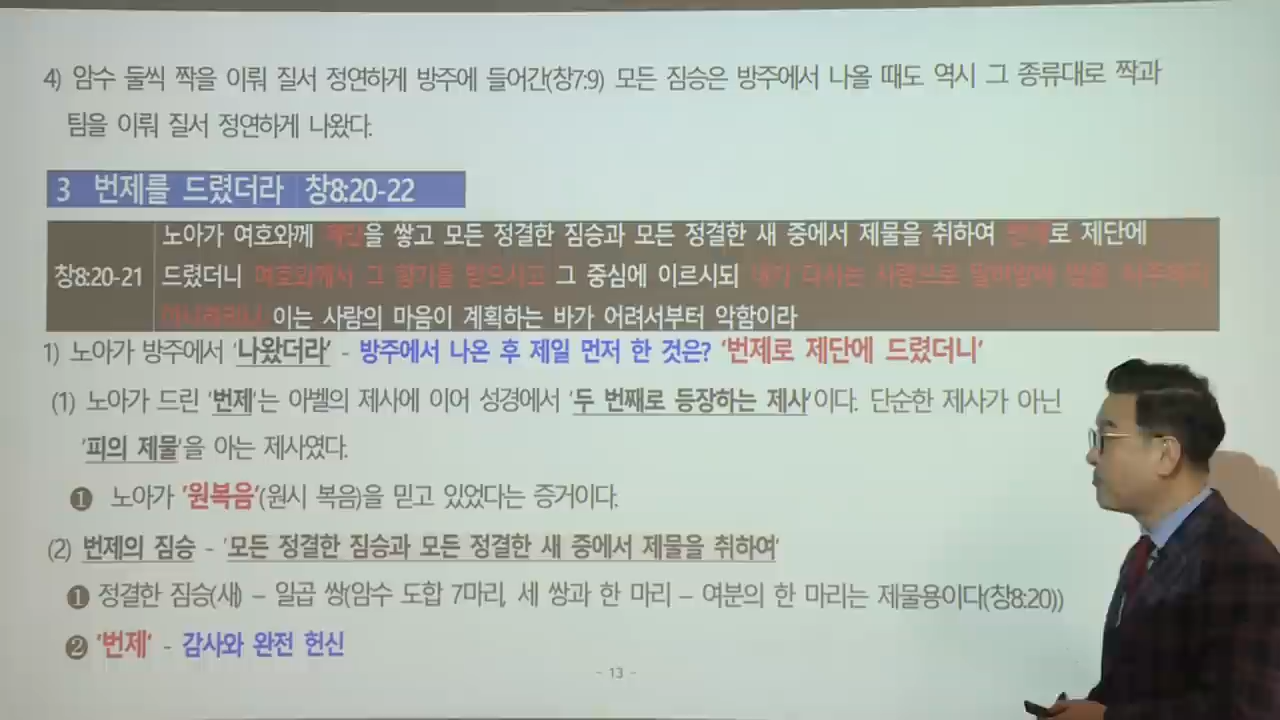 4) 암수 둘씩 짝을 이뤄 질서 정연하게 방주에 들어간(창7:9) 모든 짐승은 방주에서 나올 때도 역시 그 종류대로 짝과
팀을 이뤄 질서 정연하게 나왔다.
3 번제를 드렸더라 창8:20-22
창8:20-21
노아가 여호와께 제단을 쌓고 모든 정결한 짐승과 모든 정결한 새 중에서 제물을 취하여 번제로 제단에
드렸더니 여호와께서 그 향기를 받으시고 그 중심에 이르시되 내가 다시는 사람으로 말미암아 땅을 저주하지
아니하리니 이는 사람의 마음이 계획하는 바가 어려서부터 악함이라
1) 노아가 방주에서 '나왔더라' - 방주에서 나온 후 제일 먼저 한 것은? '번제로 제단에 드렸더니'
(1) 노아가 드린 '번제'는 아벨의 제사에 이어 성경에서 '두 번째로 등장하는 제사'이다. 단순한 제사가 아닌
'피의 제물'을 아는 제사였다.
❶ 노아가 '원복음'(원시 복음)을 믿고 있었다는 증거이다.
(2) 번제의 짐승 - '모든 정결한 짐승과 모든 정결한 새 중에서 제물을 취하여'
❶ 정결한 짐승(새) – 일곱 쌍(암수 도합 7마리, 세 쌍과 한 마리 – 여분의 한 마리는 제물용이다(창8:20))
❷ '번제' - 감사와 완전 헌신
- 13 -